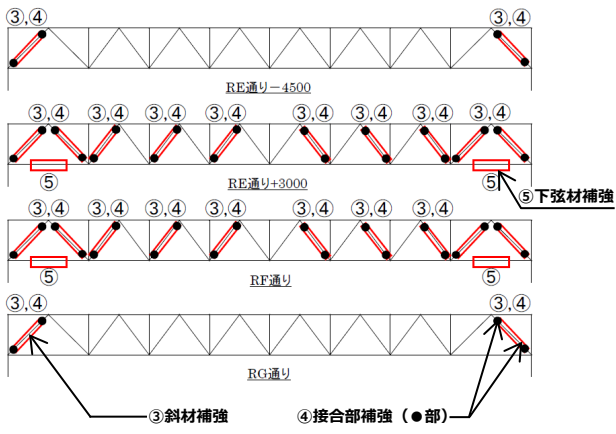 ③,④ ③,④
RE通り－4500
③,④ ③,④ ③,④ ③,④ ③,④ ③,④ ③,④ ③,④
⑤ ⑤
RE通り+3000
⑤下弦材補強
③,④ ③,④ ③,④ ③,④ ③,④ ③,④ ③,④ ③,④
⑤ ⑤
RF通り
③,④ ③,④
RG通り
③斜材補強 ④接合部補強（●部）